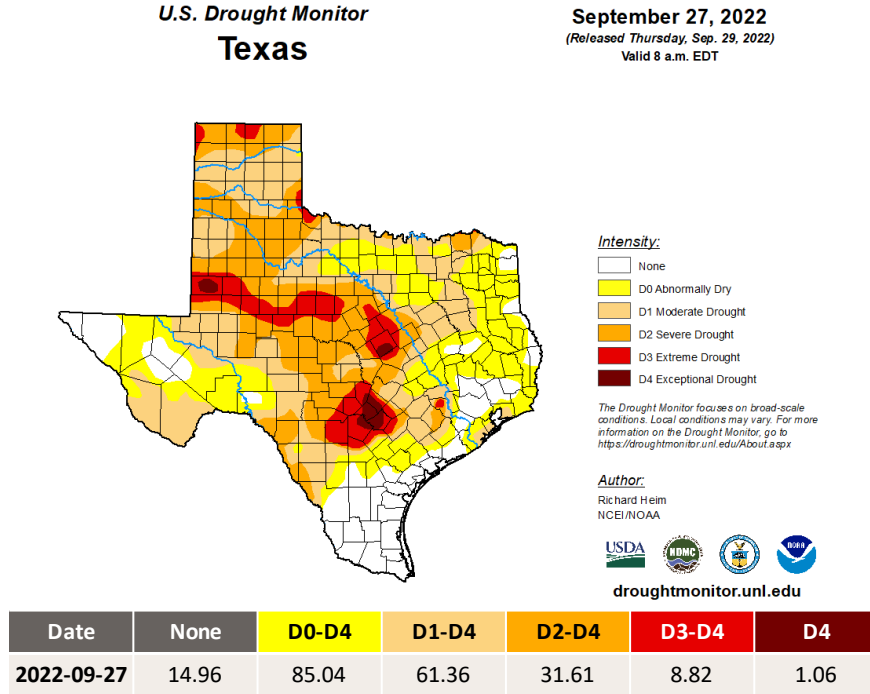 U.S. Drought Monitor
Texas
September 27, 2022
(Released Thursday, Sep. 29, 2022)
Valid 8 a.m. EDT
Intensity:
None
D0 Abnormally Dry
D1 Moderate Drought
D2 Severe Drought
D3 Extreme Drought
D4 Exceptional Drought
The Drought Monitor focuses on broad-scale
conditions. Local conditions may vary. For more
information on the Drought Monitor, go to
https://droughtmonitor.unl.edu/About.aspx
Author:
Richard Heim
NCEI/NOAA
USDA
NDMC
NOAA
droughtmonitor.unl.edu
Date None D0-D4 D1-D4 D2-D4 D3-D4 D4
2022-09-27 14.96 85.04 61.36 31.61 8.82 1.06